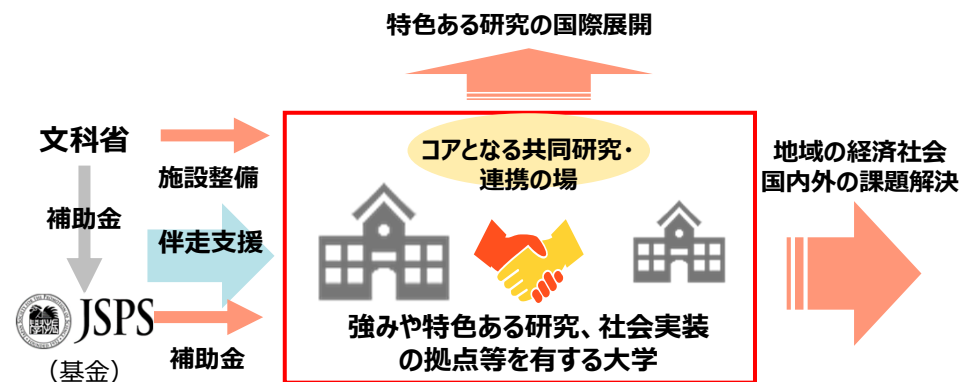 特色ある研究の国際展開
文科省
施設整備
補助金
伴走支援
JSPS
(基金)
補助金
コアとなる共同研究・
連携の場
強みや特色ある研究、社会実装
の拠点等を有する大学
地域の経済社会
国内外の課題解決